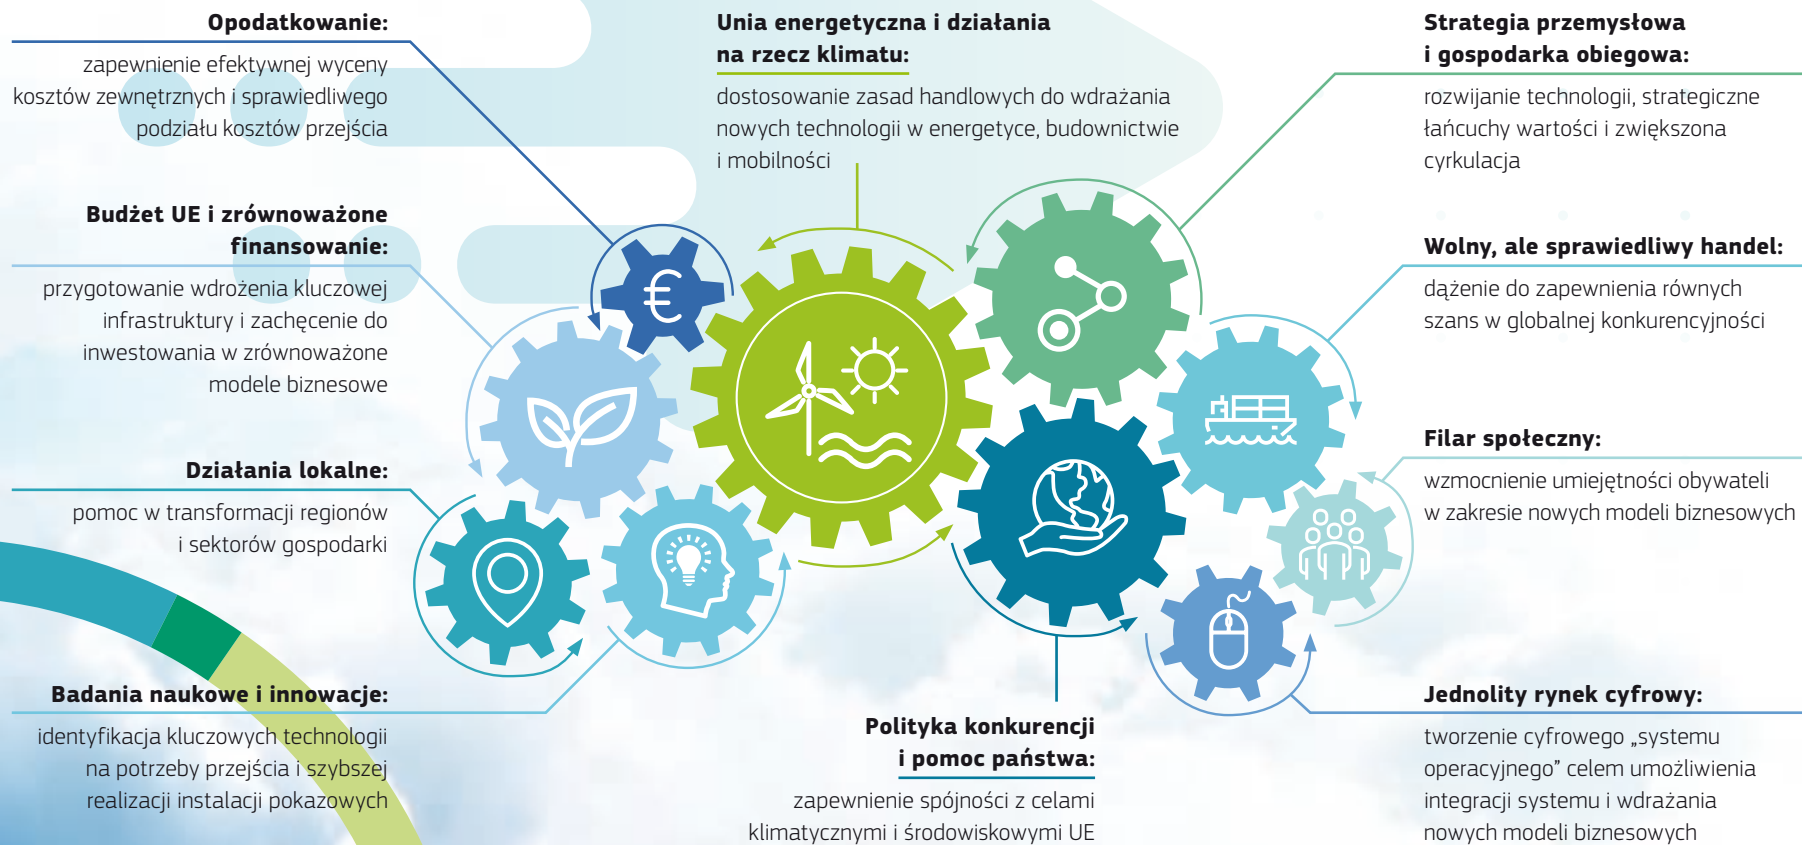 Opodatkowanie:
zapewnienie efektywnej wyceny
kosztów zewnętrznych i sprawiedliwego
podziału kosztów przejścia
Budżet UE i zrównoważone
finansowanie:
przygotowanie wdrożenia kluczowej
infrastruktury i zachęcenie do
inwestowania w zrównoważone
modele biznesowe
Działania lokalne:
pomoc w transformacji regionów
i sektorów gospodarki
Badania naukowe i innowacje:
identyfikacja kluczowych technologii
na potrzeby przejścia i szybszej
realizacji instalacji pokazowych
Unia energetyczna i działania
na rzecz klimatu:
dostosowanie zasad handlowych do wdrażania
nowych technologii w energetyce, budownictwie
i mobilności
€
Polityka konkurencji
i pomoc państwa:
zapewnienie spójności z celami
klimatycznymi i środowiskowymi UE
Strategia przemysłowa
i gospodarka obiegowa:
rozwijanie technologii, strategiczne
łańcuchy wartości i zwiększona
cyrkulacja
Wolny, ale sprawiedliwy handel:
dążenie do zapewnienia równych
szans w globalnej konkurencyjności
Filar społeczny:
wzmocnienie umiejętności obywateli
w zakresie nowych modeli biznesowych
Jednolity rynek cyfrowy:
tworzenie cyfrowego „systemu
operacyjnego” celem umożliwienia
integracji systemu i wdrażania
nowych modeli biznesowych